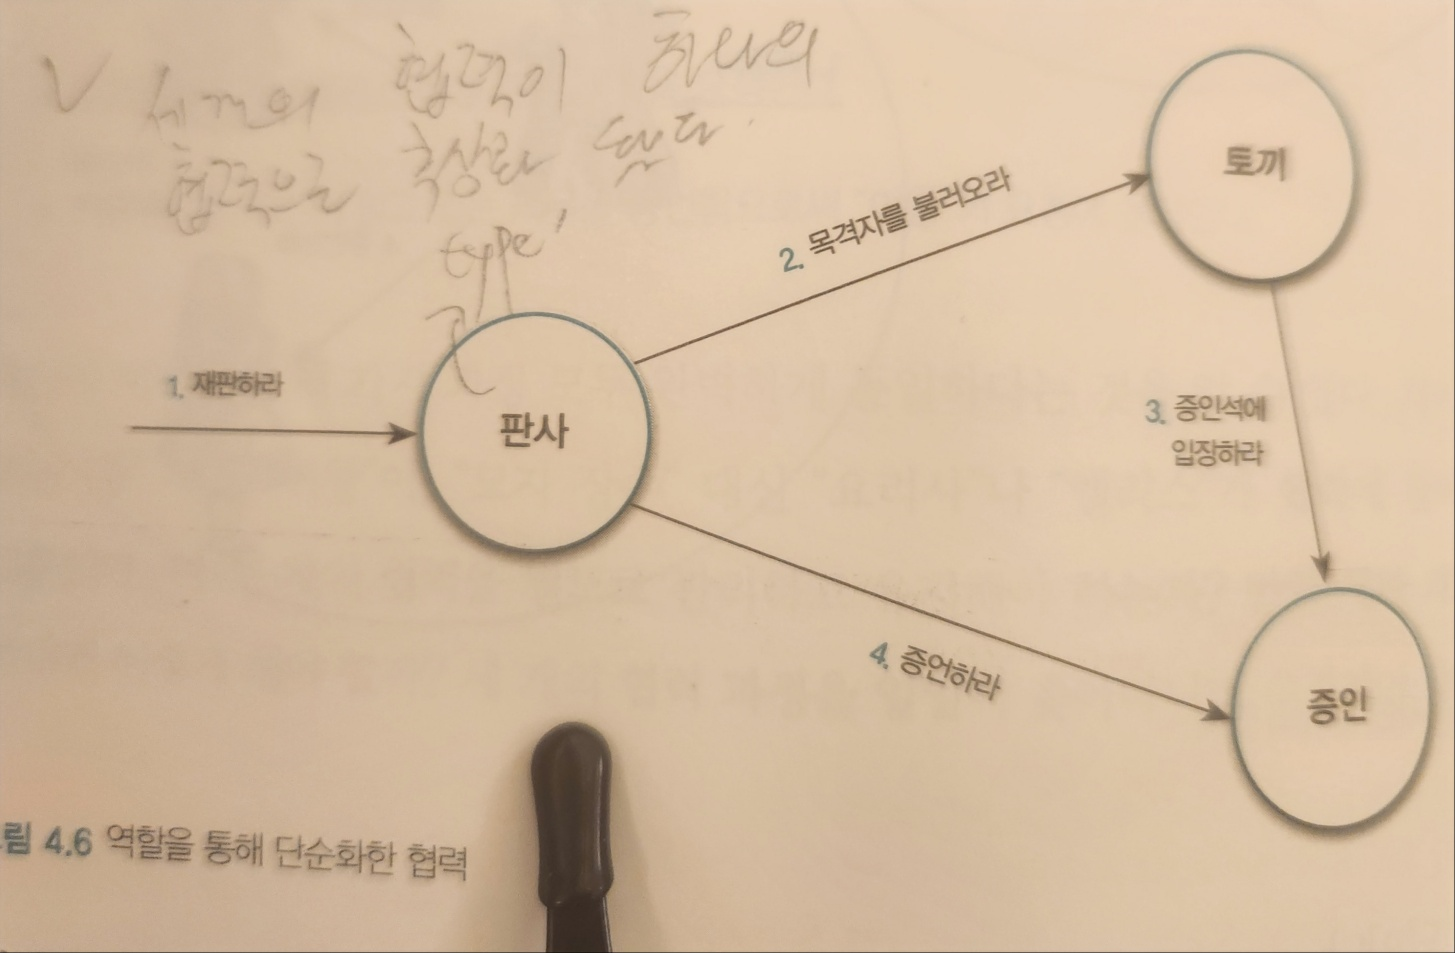 V 세개의 협력이 하나의
협력으로 추상화 됐다.
type'
1. 재판하라
판사
2. 목격자를 불러오라
토끼
3. 증인석에
입장하라
4. 증언하라
증인
림 4.6 역할을 통해 단순화한 협력